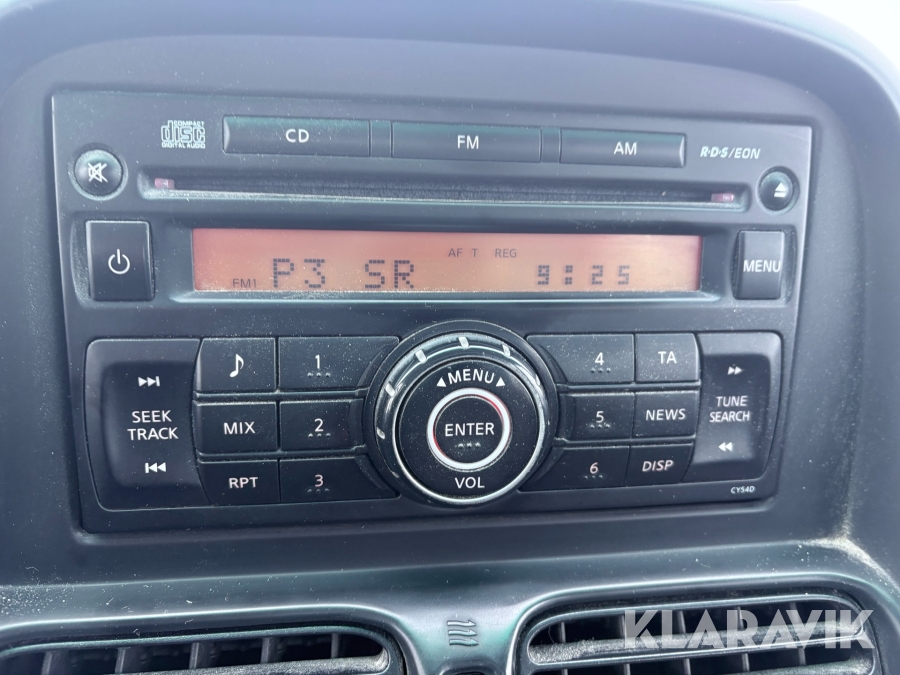 COMPACT
disc
DIGITAL AUDIO
CD
FM
AM
R·D·S/EON
AF T REG
FM1 P3 SR 9:25
MENU
SEEK
TRACK
1
MIX
2
RPT
3
MENU
ENTER
VOL
4
TA
5
NEWS
6
DISP
TUNE
SEARCH
CY54D
KLARAVIK